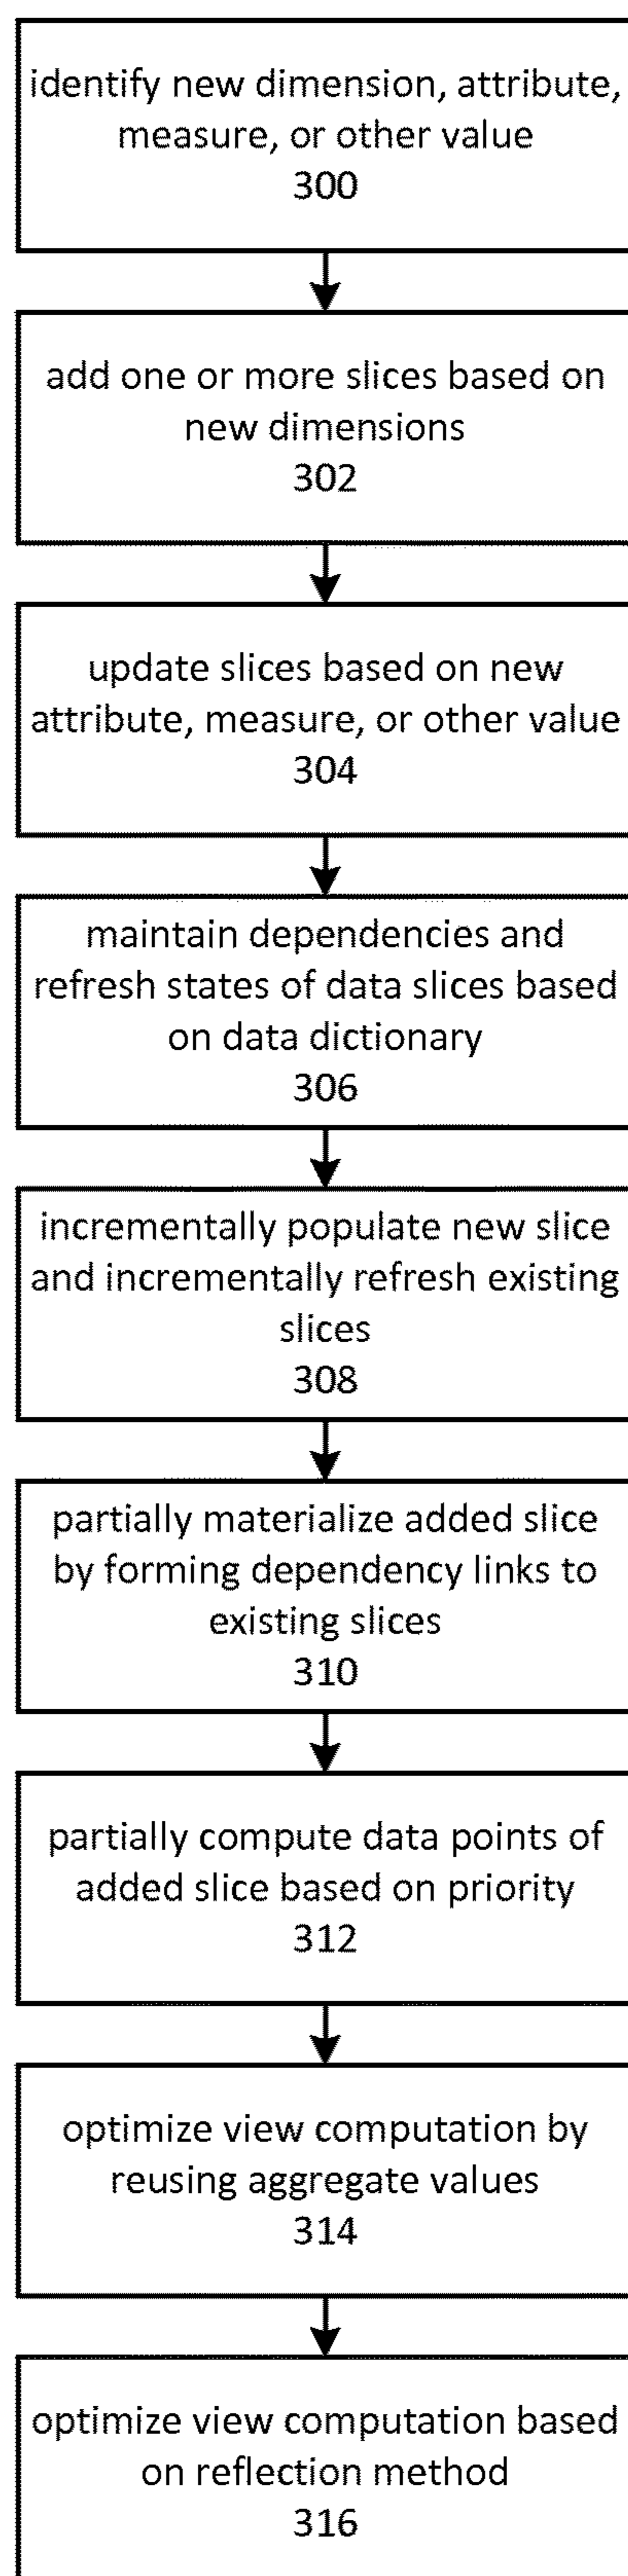 identify new dimension, attribute,
measure, or other value
300
add one or more slices based on
new dimensions
302
update slices based on new
attribute, measure, or other value
304
maintain dependencies and
refresh states of data slices based
on data dictionary
306
incrementally populate new slice
and incrementally refresh existing
slices
308
partially materialize added slice
by forming dependency links to
existing slices
310
partially compute data points of
added slice based on priority
312
optimize view computation by
reusing aggregate values
314
optimize view computation based
on reflection method
316